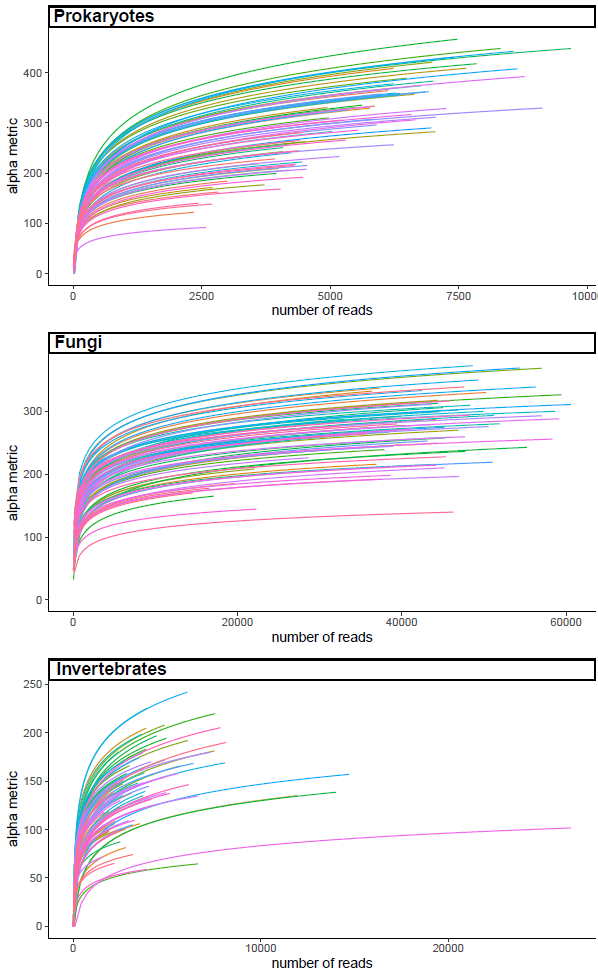 Prokaryotes
400
300
200
100
0
alpha metric
0 2500 5000 7500 10000
number of reads
Fungi
300
200
100
0
alpha metric
0 20000 40000 60000
number of reads
Invertebrates
250
200
150
100
50
0
alpha metric
0 10000 20000
number of reads